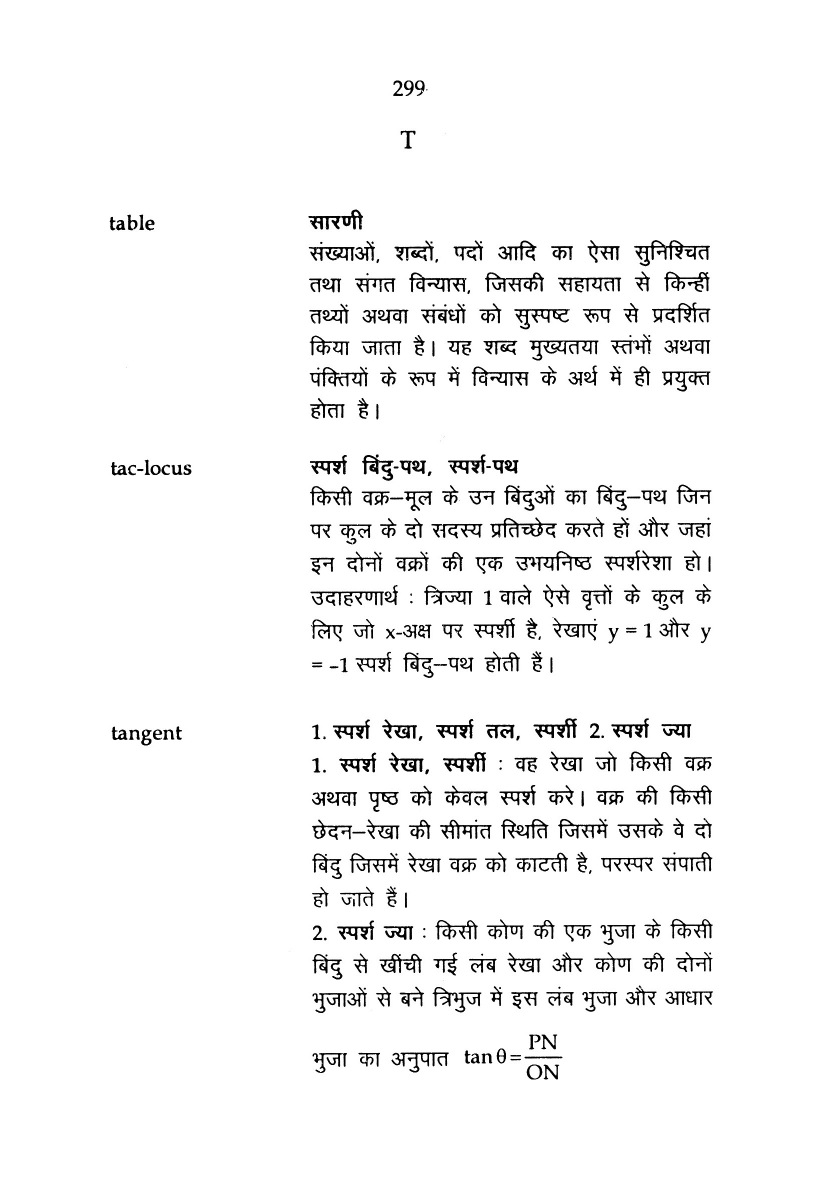 299
T
table सारणी
संख्याओं, शब्दों, पदों आदि का ऐसा सुनिश्चित
तथा संगत विन्यास, जिसकी सहायता से किन्हीं
तथ्यों अथवा संबंधों को सुस्पष्ट रूप से प्रदर्शित
किया जाता है। यह शब्द मुख्यतया स्तंभों अथवा
पंक्तियों के रूप में विन्यास के अर्थ में ही प्रयुक्त
होता है।
tac-locus स्पर्श बिंदु-पथ, स्पर्श-पथ
किसी वक्र–मूल के उन बिंदुओं का बिंदु–पथ जिन
पर कुल के दो सदस्य प्रतिच्छेद करते हों और जहां
इन दोनों वक्रों की एक उभयनिष्ठ स्पर्शरेशा हो।
उदाहरणार्थ : त्रिज्या 1 वाले ऐसे वृत्तों के कुल के
लिए जो x-अक्ष पर स्पर्शी है, रेखाएं y = 1 और y
= -1 स्पर्श बिंदु–पथ होती हैं।
tangent 1. स्पर्श रेखा, स्पर्श तल, स्पर्शी 2. स्पर्श ज्या
1. स्पर्श रेखा, स्पर्शी : वह रेखा जो किसी वक्र
अथवा पृष्ठ को केवल स्पर्श करे। वक्र की किसी
छेदन–रेखा की सीमांत स्थिति जिसमें उसके वे दो
बिंदु जिसमें रेखा वक्र को काटती है, परस्पर संपाती
हो जाते हैं।
2. स्पर्श ज्या : किसी कोण की एक भुजा के किसी
बिंदु से खींची गई लंब रेखा और कोण की दोनों
भुजाओं से बने त्रिभुज में इस लंब भुजा और आधार
भुजा का अनुपात tan θ = PN/ON